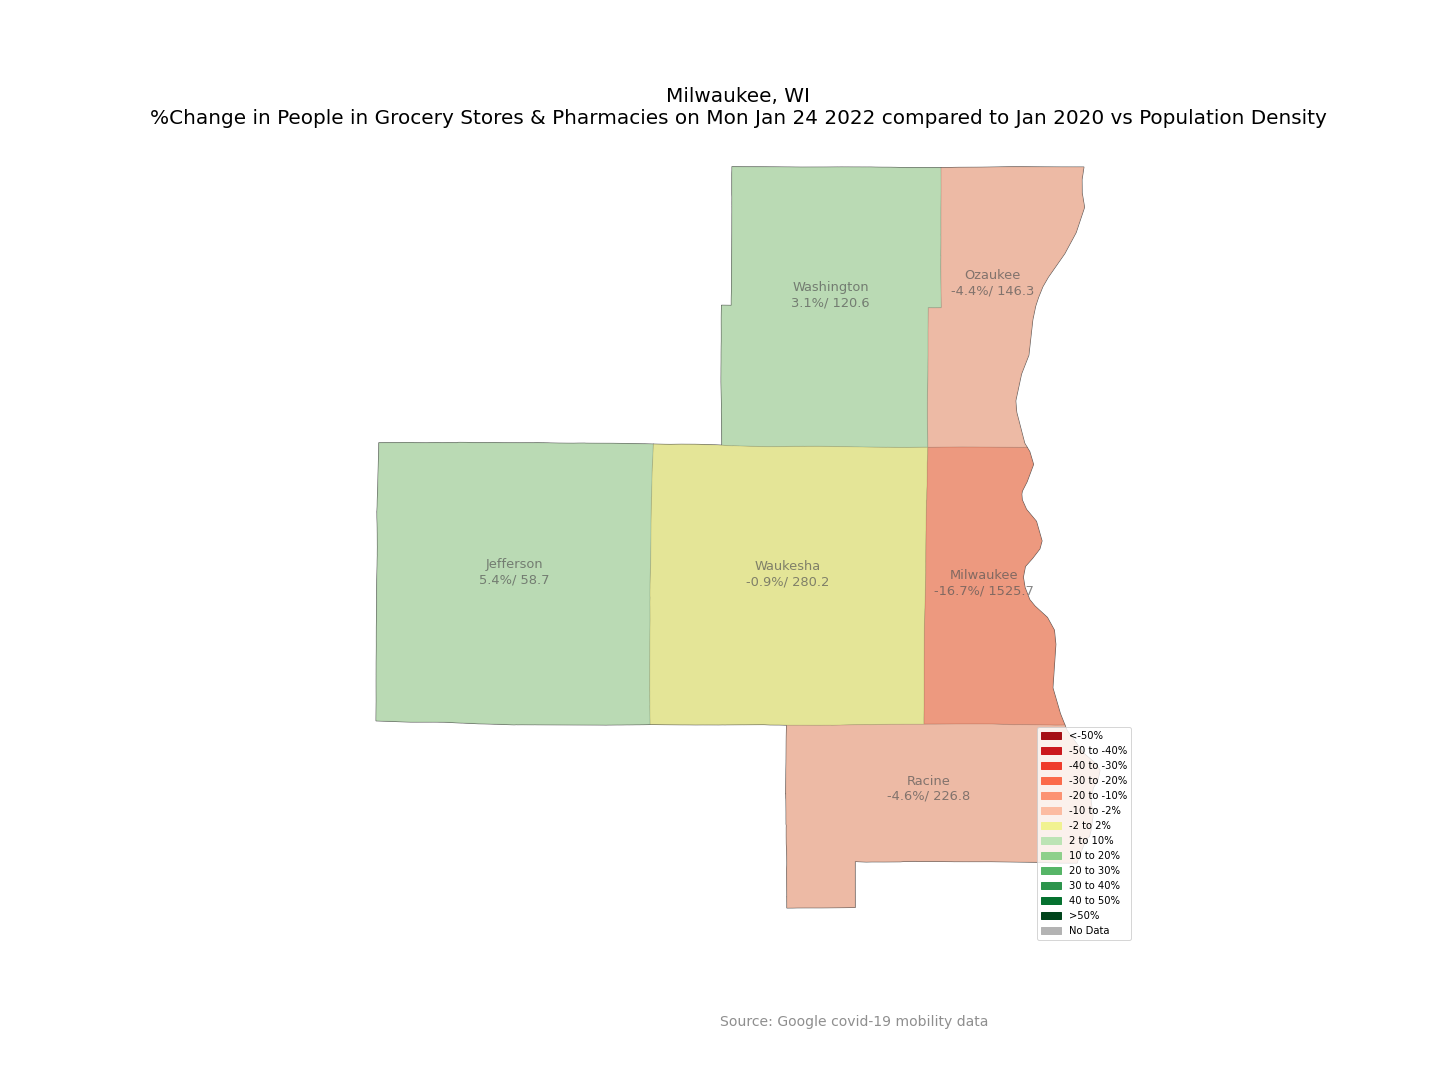 Milwaukee, WI
%Change in People in Grocery Stores & Pharmacies on Mon Jan 24 2022 compared to Jan 2020 vs Population Density
Ozaukee
-4.4%/ 146.3
Washington
3.1%/ 120.6
Jefferson
5.4%/ 58.7
Waukesha
-0.9%/ 280.2
Milwaukee
-16.7%/ 1525.7
Racine
-4.6%/ 226.8
<-50%
-50 to -40%
-40 to -30%
-30 to -20%
-20 to -10%
-10 to -2%
-2 to 2%
2 to 10%
10 to 20%
20 to 30%
30 to 40%
40 to 50%
>50%
No Data
Source: Google covid-19 mobility data